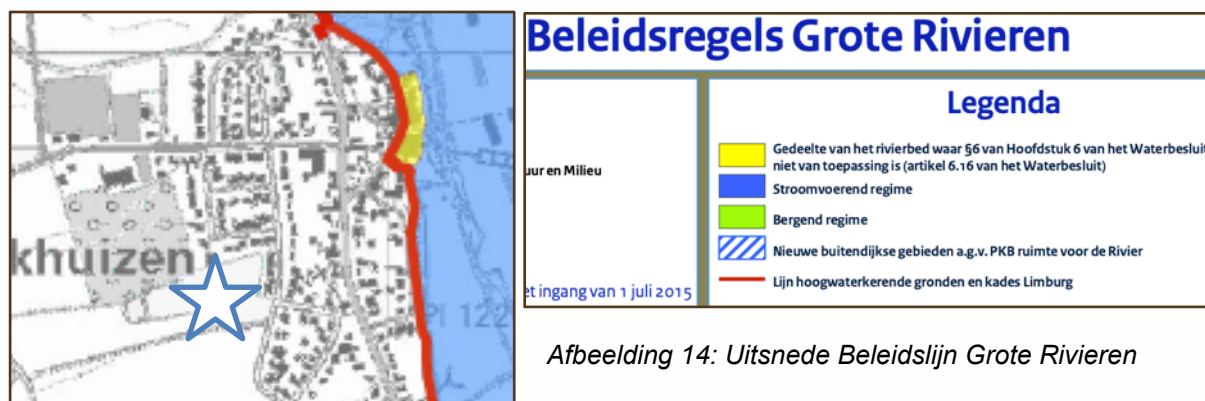 khuizen
Pl 122
Beleidsregels Grote Rivieren
uur en Milieu
et ingang van 1 juli 2015
Legenda
Gedeelte van het rivierbed waar §6 van Hoofdstuk 6 van het Waterbesluit
niet van toepassing is (artikel 6.16 van het Waterbesluit)
Stroomvoerend regime
Bergend regime
Nieuwe buitendijkse gebieden a.g.v. PKB ruimte voor de Rivier
Lijn hoogwaterkerende gronden en kades Limburg
Afbeelding 14: Uitsnede Beleidslijn Grote Rivieren